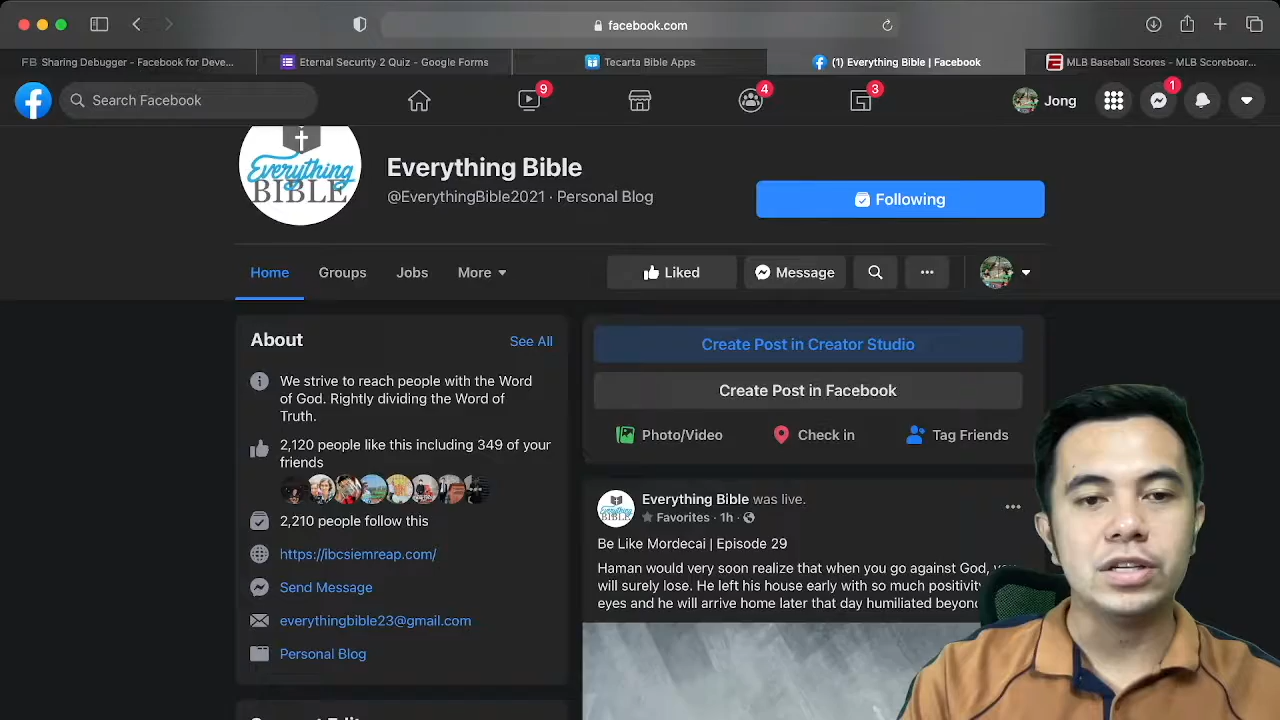 facebook.com
Sharing Debugger - Facebook for Deve...
Eternal Security 2 Quiz - Google Forms
Tecarta Bible Apps
(1) Everything Bible | Facebook
MLB Baseball Scores - MLB Scoreboar...
Search Facebook
9
4
3
Jong
1
Everything
BIBLE
Everything Bible
@EverythingBible2021 · Personal Blog
Following
Home
Groups
Jobs
More
Liked
Message
About
See All
We strive to reach people with the Word
of God. Rightly dividing the Word of
Truth.
2,120 people like this including 349 of your
friends
2,210 people follow this
https://ibcsiemreap.com/
Send Message
everythingbible23@gmail.com
Personal Blog
Create Post in Creator Studio
Create Post in Facebook
Photo/Video
Check in
Tag Friends
Everything Bible was live.
Favorites · 1h ·
Be Like Mordecai | Episode 29
Haman would very soon realize that when you go against God,
will surely lose. He left his house early with so much positivity
eyes and he will arrive home later that day humiliated beyond